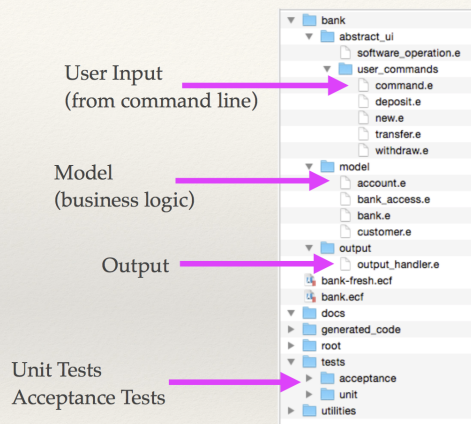 User Input
(from command line)
Model
(business logic)
Output
Unit Tests
Acceptance Tests
bank
abstract_ui
software_operation.e
user_commands
command.e
deposit.e
new.e
transfer.e
withdraw.e
model
account.e
bank_access.e
bank.e
customer.e
output
output_handler.e
bank-fresh.ecf
bank.ecf
docs
generated_code
root
tests
acceptance
unit
utilities